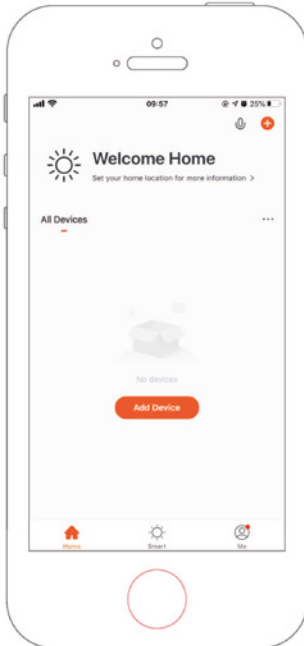 09:57
25%
Welcome Home
Set your home location for more information >
All Devices
...
No devices
Add Device
Home
Smart
Me